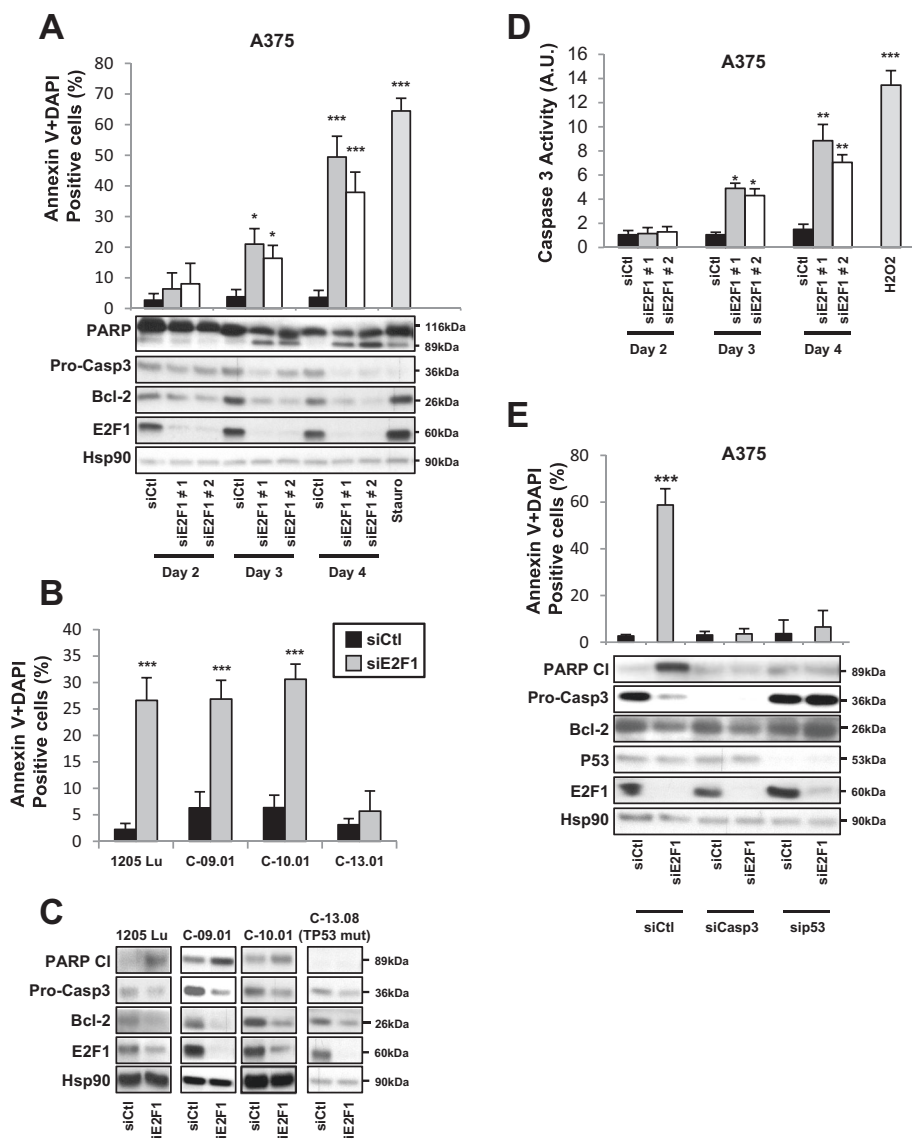 A
A375
Annexin V+DAPI
Positive cells (%)
80
70
60
50
40
30
20
10
0
*
*
***
***
***
PARP
116kDa
89kDa
Pro-Casp3
36kDa
Bcl-2
26kDa
E2F1
60kDa
Hsp90
90kDa
siCtl
siE2F1 ≠ 1
siE2F1 ≠ 2
siCtl
siE2F1 ≠ 1
siE2F1 ≠ 2
siCtl
siE2F1 ≠ 1
siE2F1 ≠ 2
Stauro
Day 2
Day 3
Day 4
B
Annexin V+DAPI
Positive cells (%)
40
35
30
25
20
15
10
5
0
***
***
***
siCtl
siE2F1
1205 Lu
C-09.01
C-10.01
C-13.01
C
1205 Lu
C-09.01
C-10.01
C-13.08
(TP53 mut)
PARP Cl
89kDa
Pro-Casp3
36kDa
Bcl-2
26kDa
E2F1
60kDa
Hsp90
90kDa
siCtl
iE2F1
siCtl
iE2F1
siCtl
iE2F1
siCtl
iE2F1
D
A375
Caspase 3 Activity (A.U.)
16
14
12
10
8
6
4
2
0
*
*
**
**
***
siCtl
siE2F1 ≠ 1
siE2F1 ≠ 2
siCtl
siE2F1 ≠ 1
siE2F1 ≠ 2
siCtl
siE2F1 ≠ 1
siE2F1 ≠ 2
H2O2
Day 2
Day 3
Day 4
E
A375
Annexin V+DAPI
Positive cells (%)
80
60
40
20
0
***
PARP Cl
89kDa
Pro-Casp3
36kDa
Bcl-2
26kDa
P53
53kDa
E2F1
60kDa
Hsp90
90kDa
siCtl
siE2F1
siCtl
siE2F1
siCtl
siE2F1
siCtl
siCasp3
sip53